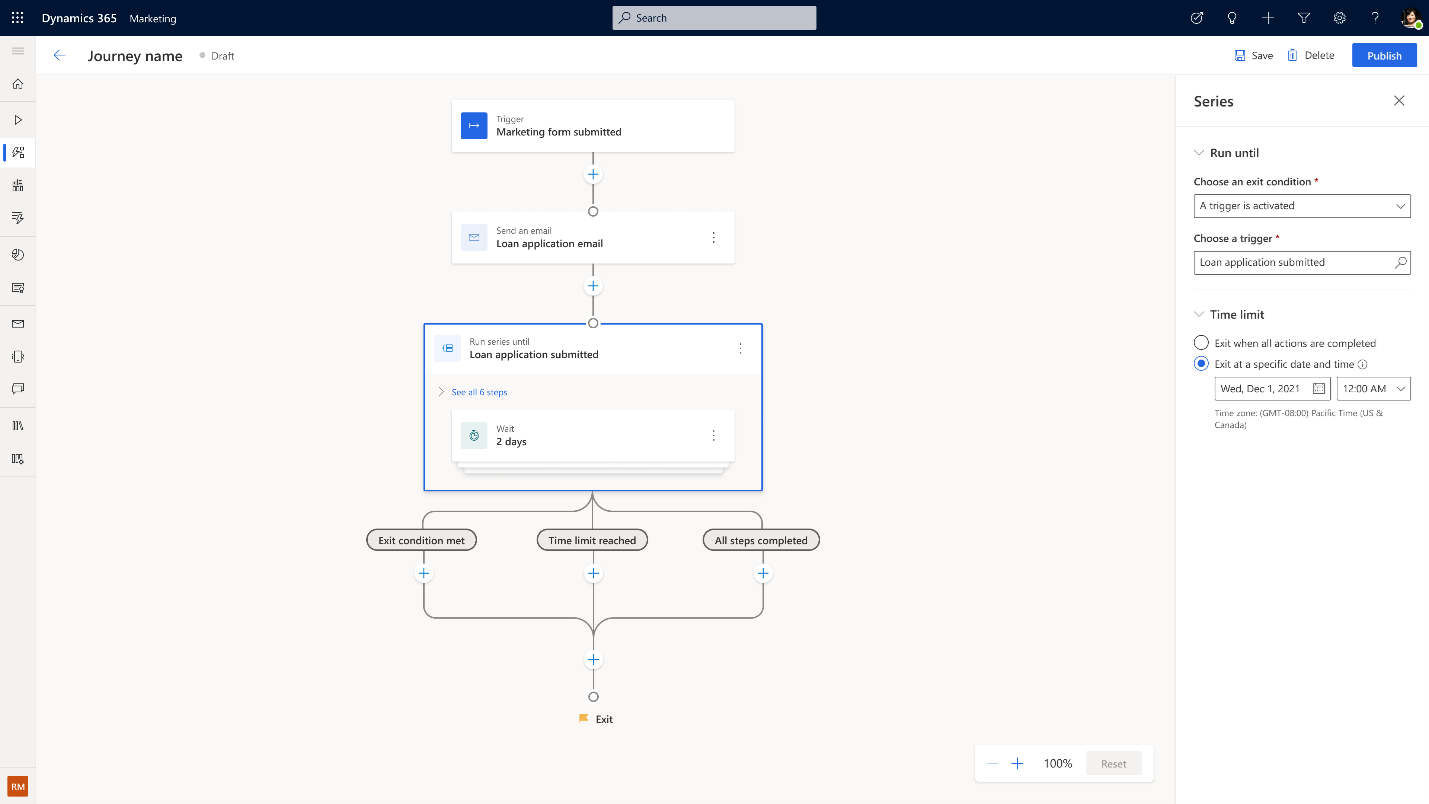 Dynamics 365 Marketing
Search
Journey name
Draft
Save
Delete
Publish
Trigger
Marketing form submitted
Send an email
Loan application email
Run series until
Loan application submitted
See all 6 steps
Wait
2 days
Exit condition met
Time limit reached
All steps completed
Exit
100%
Reset
RM
Series
Run until
Choose an exit condition *
A trigger is activated
Choose a trigger *
Loan application submitted
Time limit
Exit when all actions are completed
Exit at a specific date and time
Wed, Dec 1, 2021
12:00 AM
Time zone: (GMT-08:00) Pacific Time (US &
Canada)